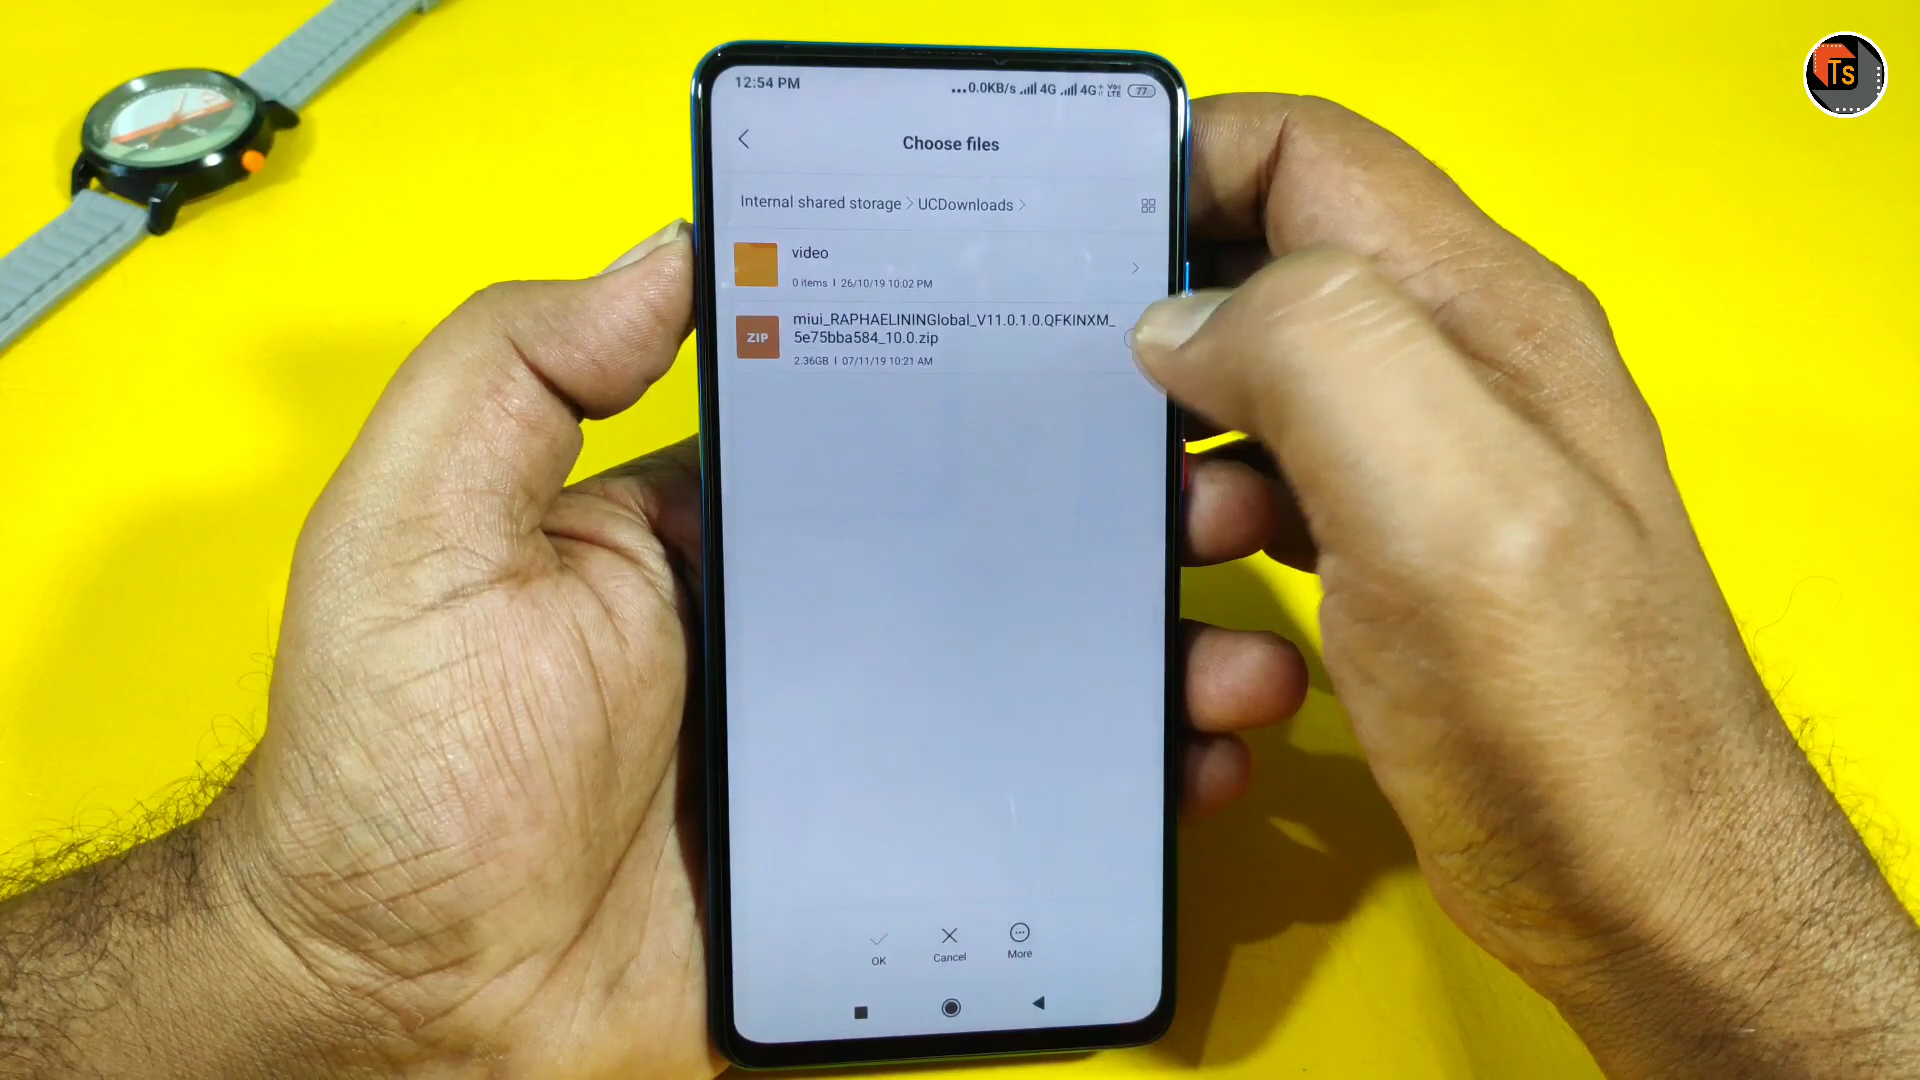 12:54 PM
...0.0KB/s 4G 4G+ Vo) LTE 77
Choose files
Internal shared storage > UCDownloads >
video
0 items | 26/10/19 10:02 PM
ZIP
miui_RAPHAELININGlobal_V11.0.1.0.QFKINXM_
5e75bba584_10.0.zip
2.36GB | 07/11/19 10:21 AM
OK
Cancel
More
Ts